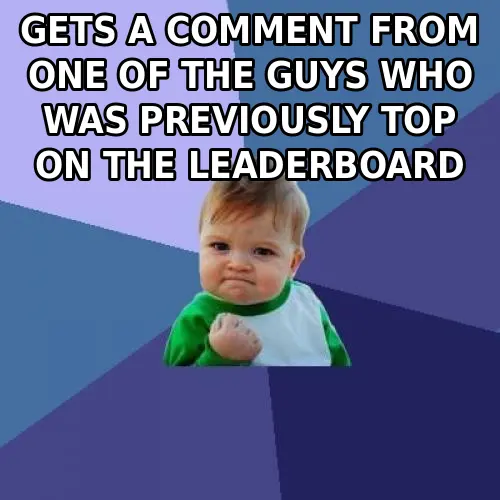 GETS A COMMENT FROM
ONE OF THE GUYS WHO
WAS PREVIOUSLY TOP
ON THE LEADERBOARD